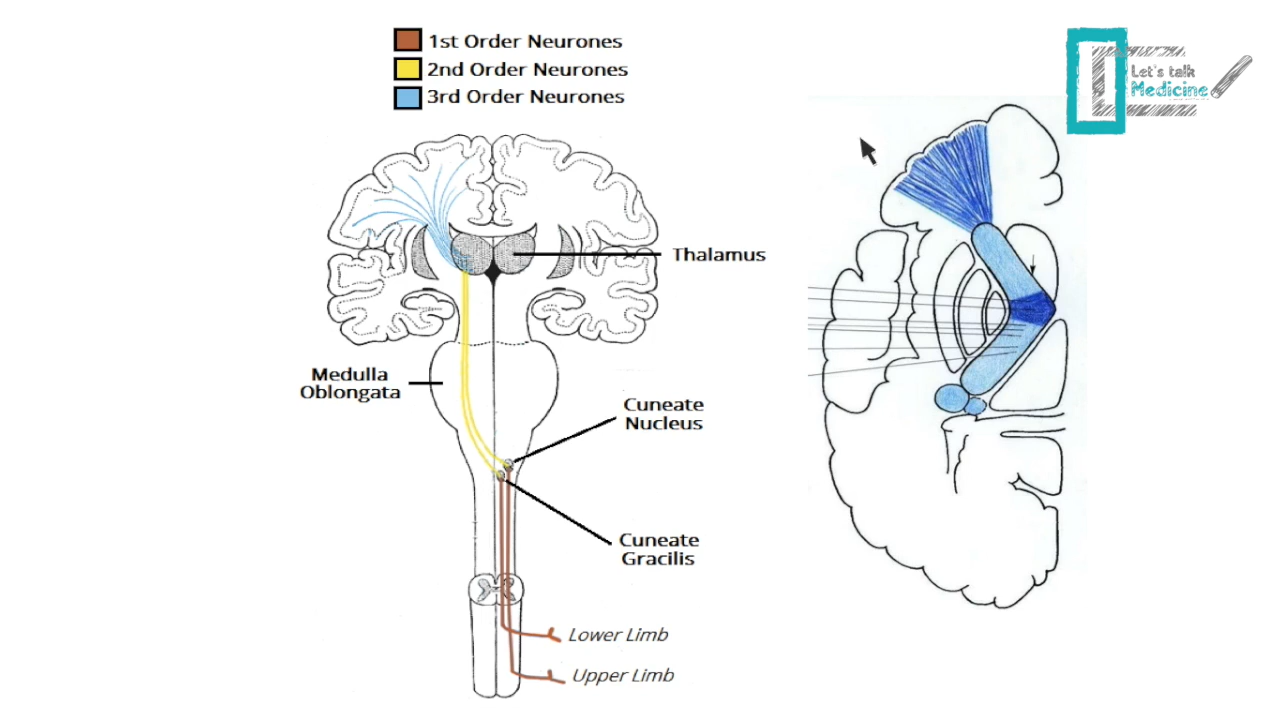 1st Order Neurones
2nd Order Neurones
3rd Order Neurones
Let's talk
Medicine
Thalamus
Medulla
Oblongata
Cuneate
Nucleus
Cuneate
Gracilis
Lower Limb
Upper Limb